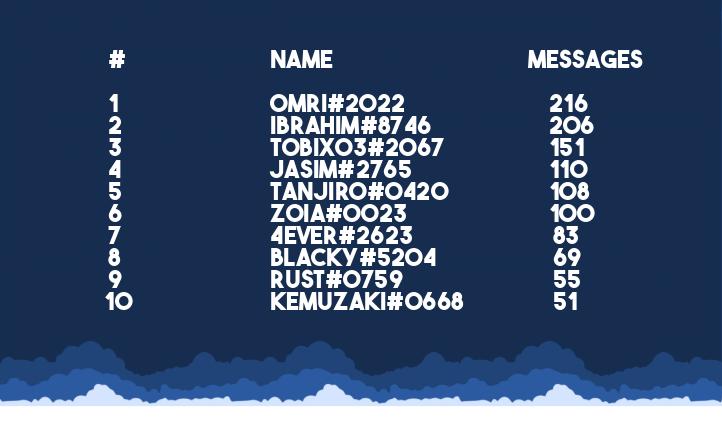 # NAME MESSAGES
1 OMRI#2022 216
2 IBRAHIM#8746 206
3 TOBIXO3#2067 151
4 JASIM#2765 110
5 TANJIRO#0420 108
6 ZOIA#0023 100
7 4EVER#2623 83
8 BLACKY#5204 69
9 RUST#0759 55
10 KEMUZAKI#0668 51